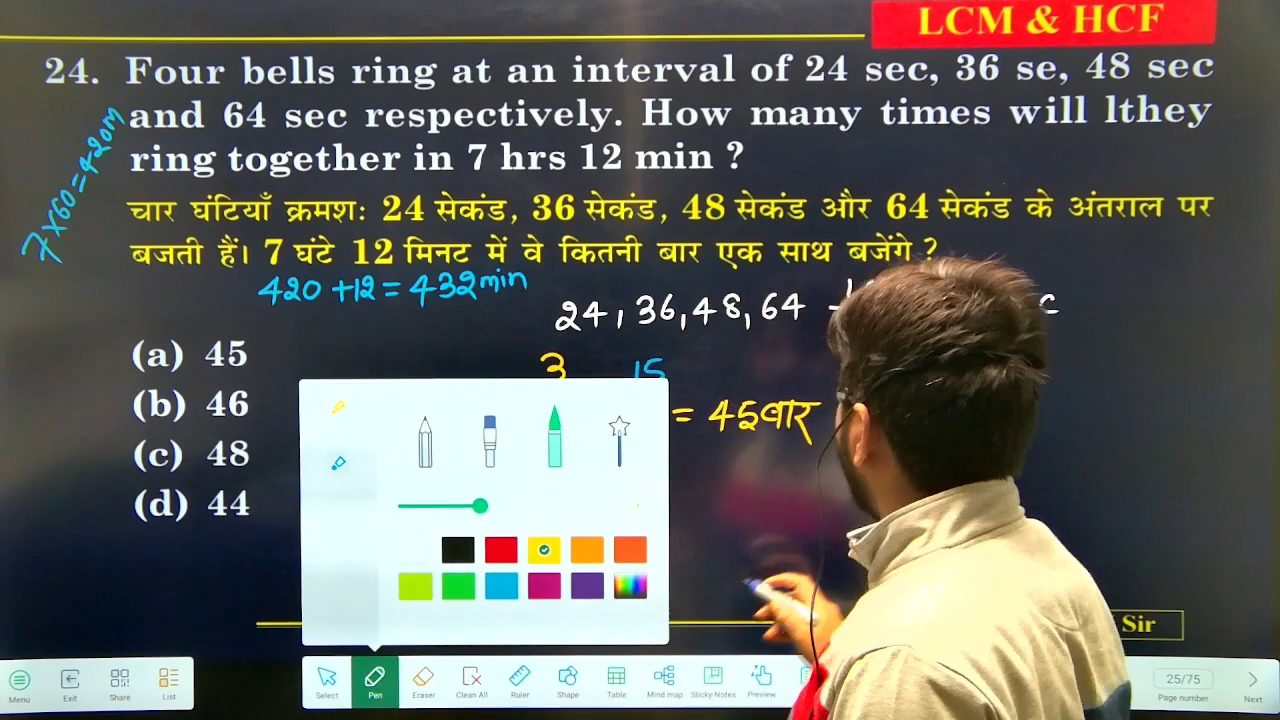 LCM & HCF
24. Four bells ring at an interval of 24 sec, 36 se, 48 sec
and 64 sec respectively. How many times will lthey
ring together in 7 hrs 12 min ?
7×60=420m
चार घंटियाँ क्रमशः 24 सेकंड, 36 सेकंड, 48 सेकंड और 64 सेकंड के अंतराल पर
बजती हैं। 7 घंटे 12 मिनट में वे कितनी बार एक साथ बजेंगे ?
420 +12 = 432min
24, 36, 48, 64
(a) 45
3 15
(b) 46
= 45बार
(c) 48
(d) 44
Sir
Menu Exit Share List
Select Pen Eraser Clean All Ruler Shape Table Mind map Sticky-Notes Preview
25/75
Page number Next